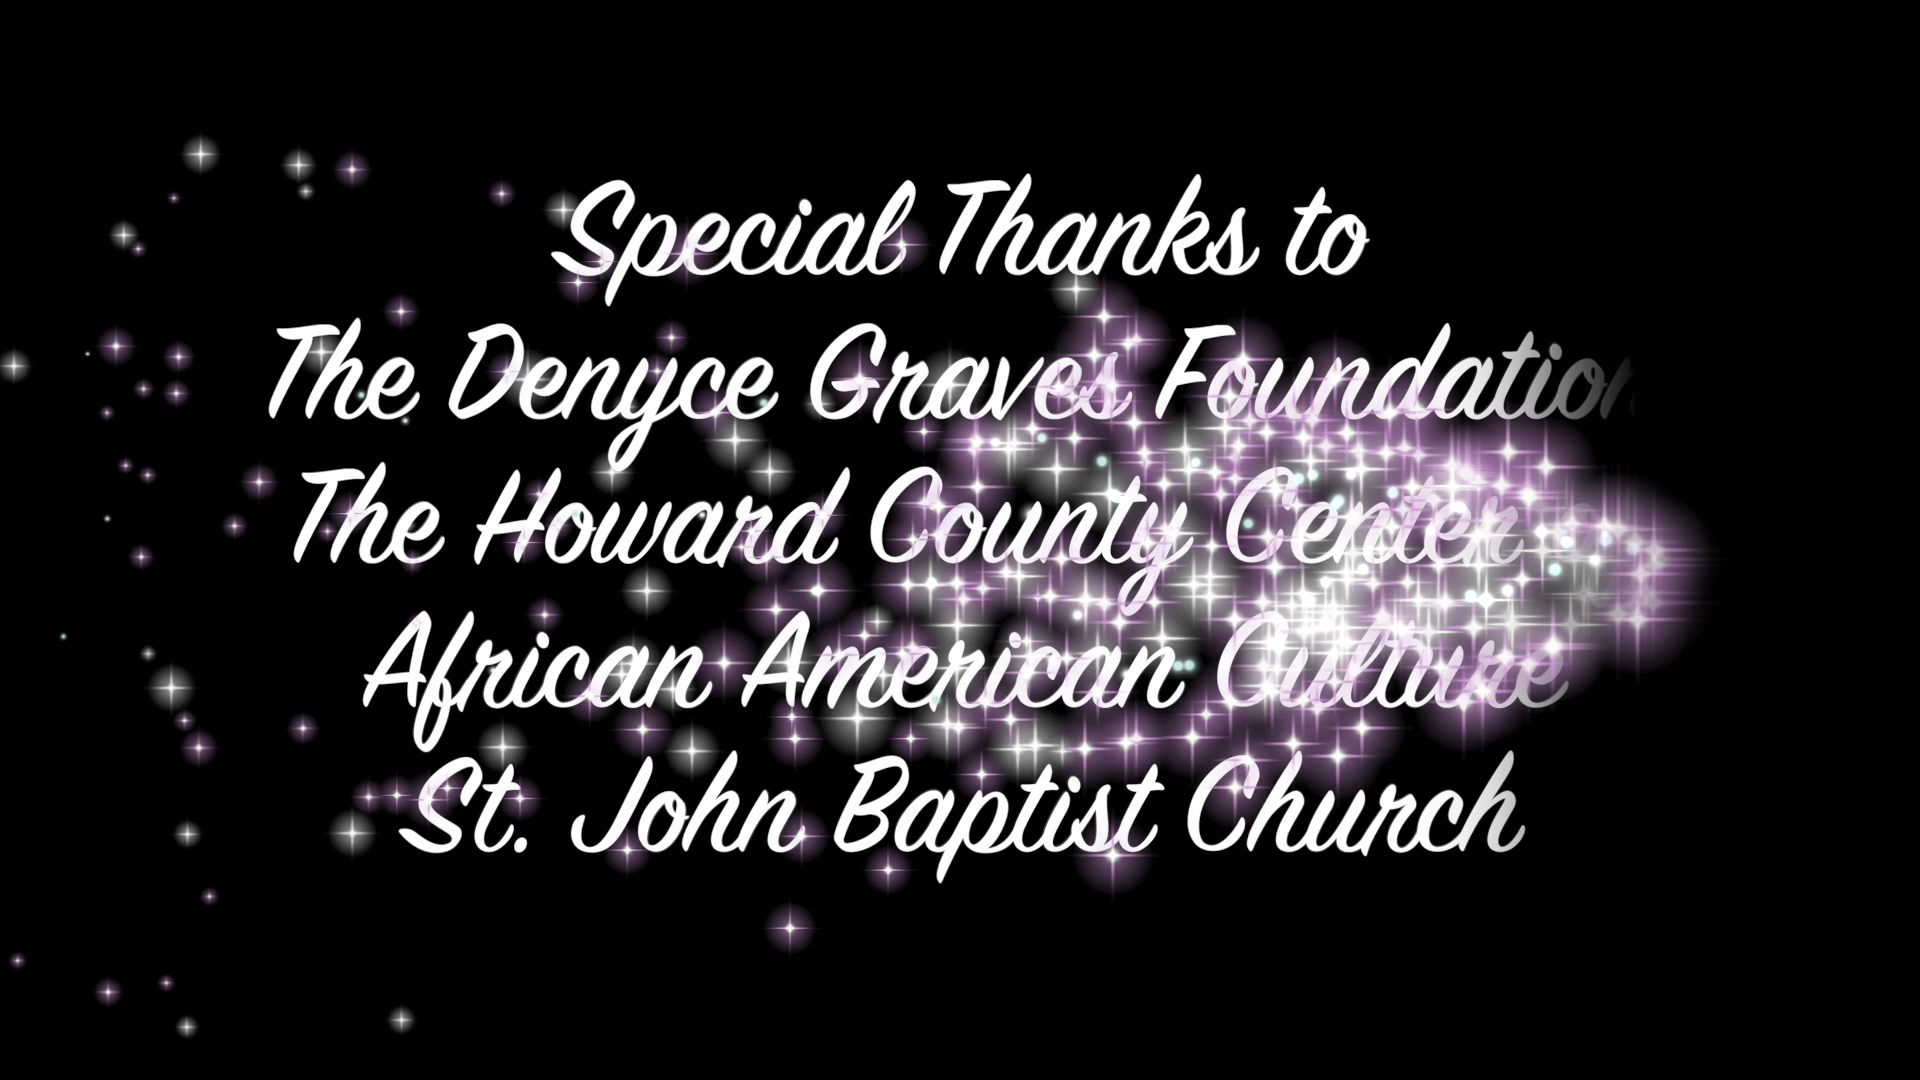 Special Thanks to
The Denyce Graves Foundation
The Howard County Center
African American Culture
St. John Baptist Church